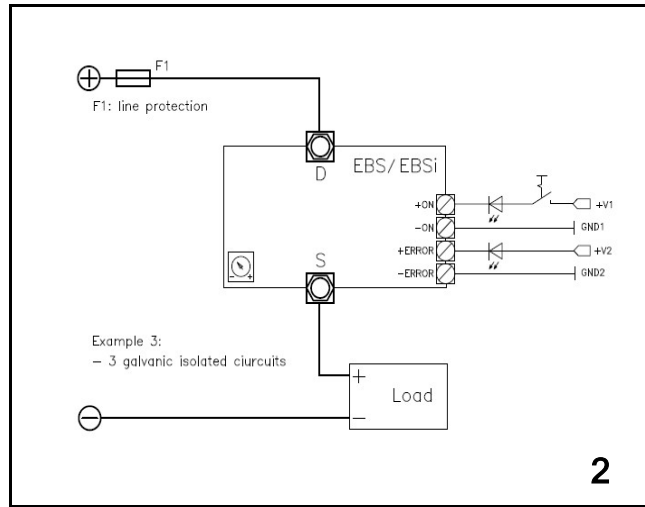 F1
F1: line protection
EBS/EBSi
D
+ON
+V1
-ON
GND1
+ERROR
+V2
-ERROR
GND2
S
- +
Example 3:
- 3 galvanic isolated ciurcuits
+
Load
-
2